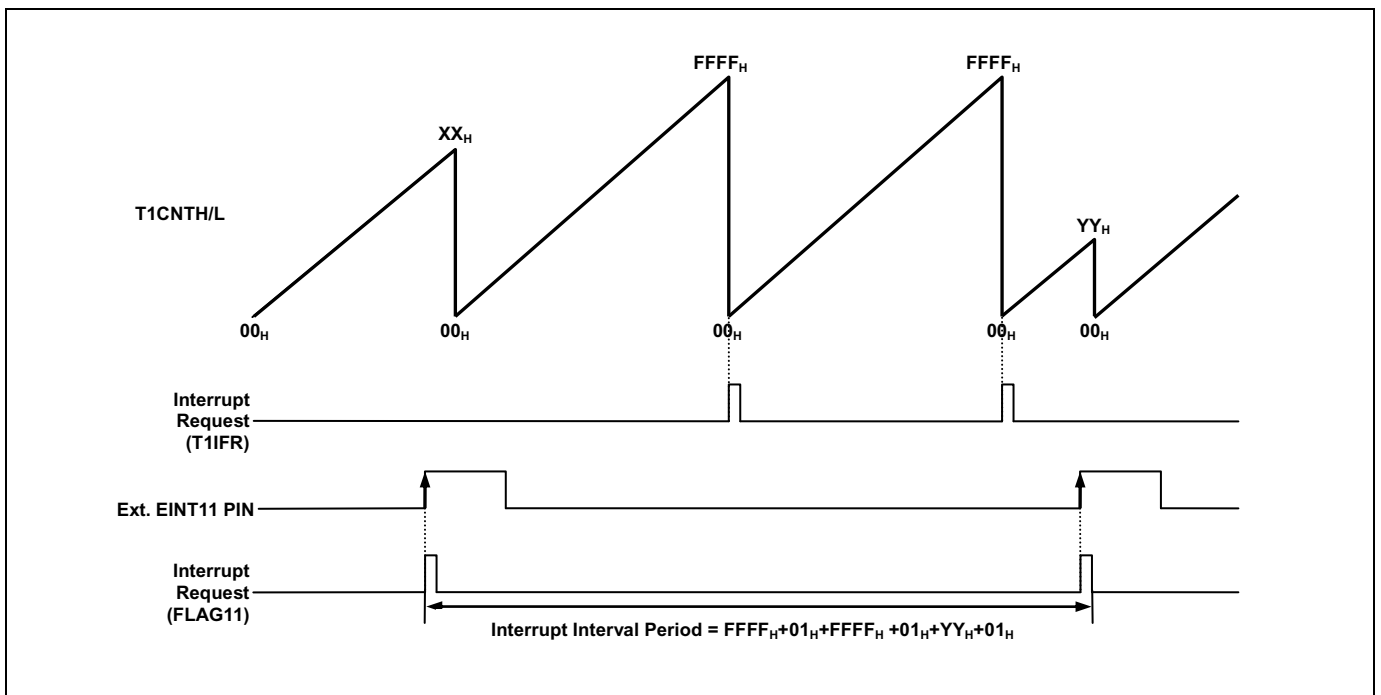 FFFFH FFFFH
XXH
T1CNTH/L
YYH
00H 00H 00H 00H 00H
Interrupt
Request
(T1IFR)
Ext. EINT11 PIN
Interrupt
Request
(FLAG11)
Interrupt Interval Period = FFFFH+01H+FFFFH +01H+YYH+01H